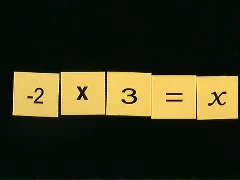 -2 x 3 = x